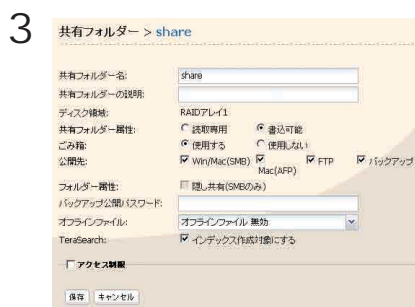 3
共有フォルダー > share
共有フォルダー名: share
共有フォルダーの説明:
ディスク領域: RAIDアレイ1
共有フォルダー属性: 読取専用 書込可能
ごみ箱: 使用する 使用しない
公開先: Win/Mac(SMB) Mac(AFP) FTP バックアップ
フォルダー属性: 隠し共有(SMBのみ)
バックアップ公開パスワード:
オフラインファイル: オフラインファイル 無効
TeraSearch: インデックス作成対象にする
アクセス制限
保存 キャンセル